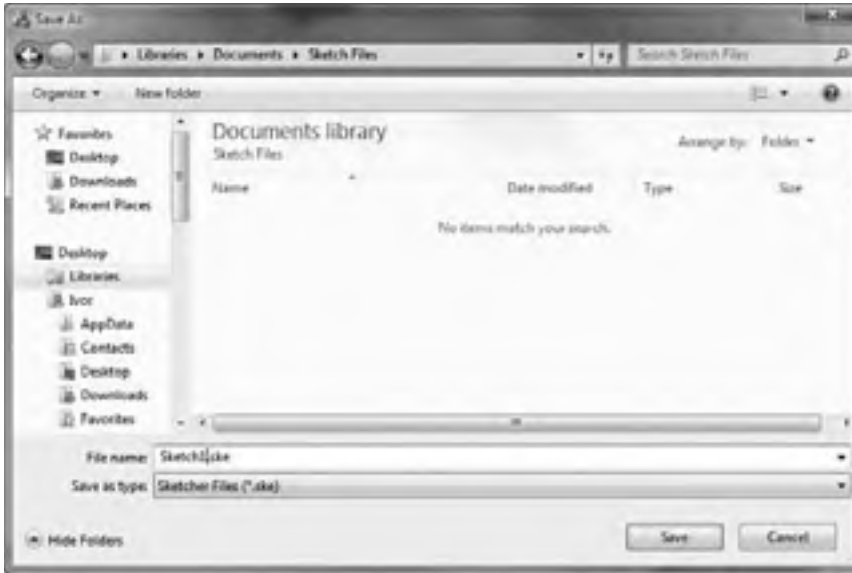 Save As
Libraries Documents Sketch Files
Search Sketch Files
Organize New folder
Favorites
Desktop
Downloads
Recent Places
Desktop
Libraries
Ivor
AppData
Contacts
Desktop
Downloads
Favorites
Documents library
Sketch Files
Arrange by: Folder
Name Date modified Type Size
No items match your search.
File name: Sketch1.ske
Save as type: Sketcher Files (*.ske)
Hide Folders
Save Cancel